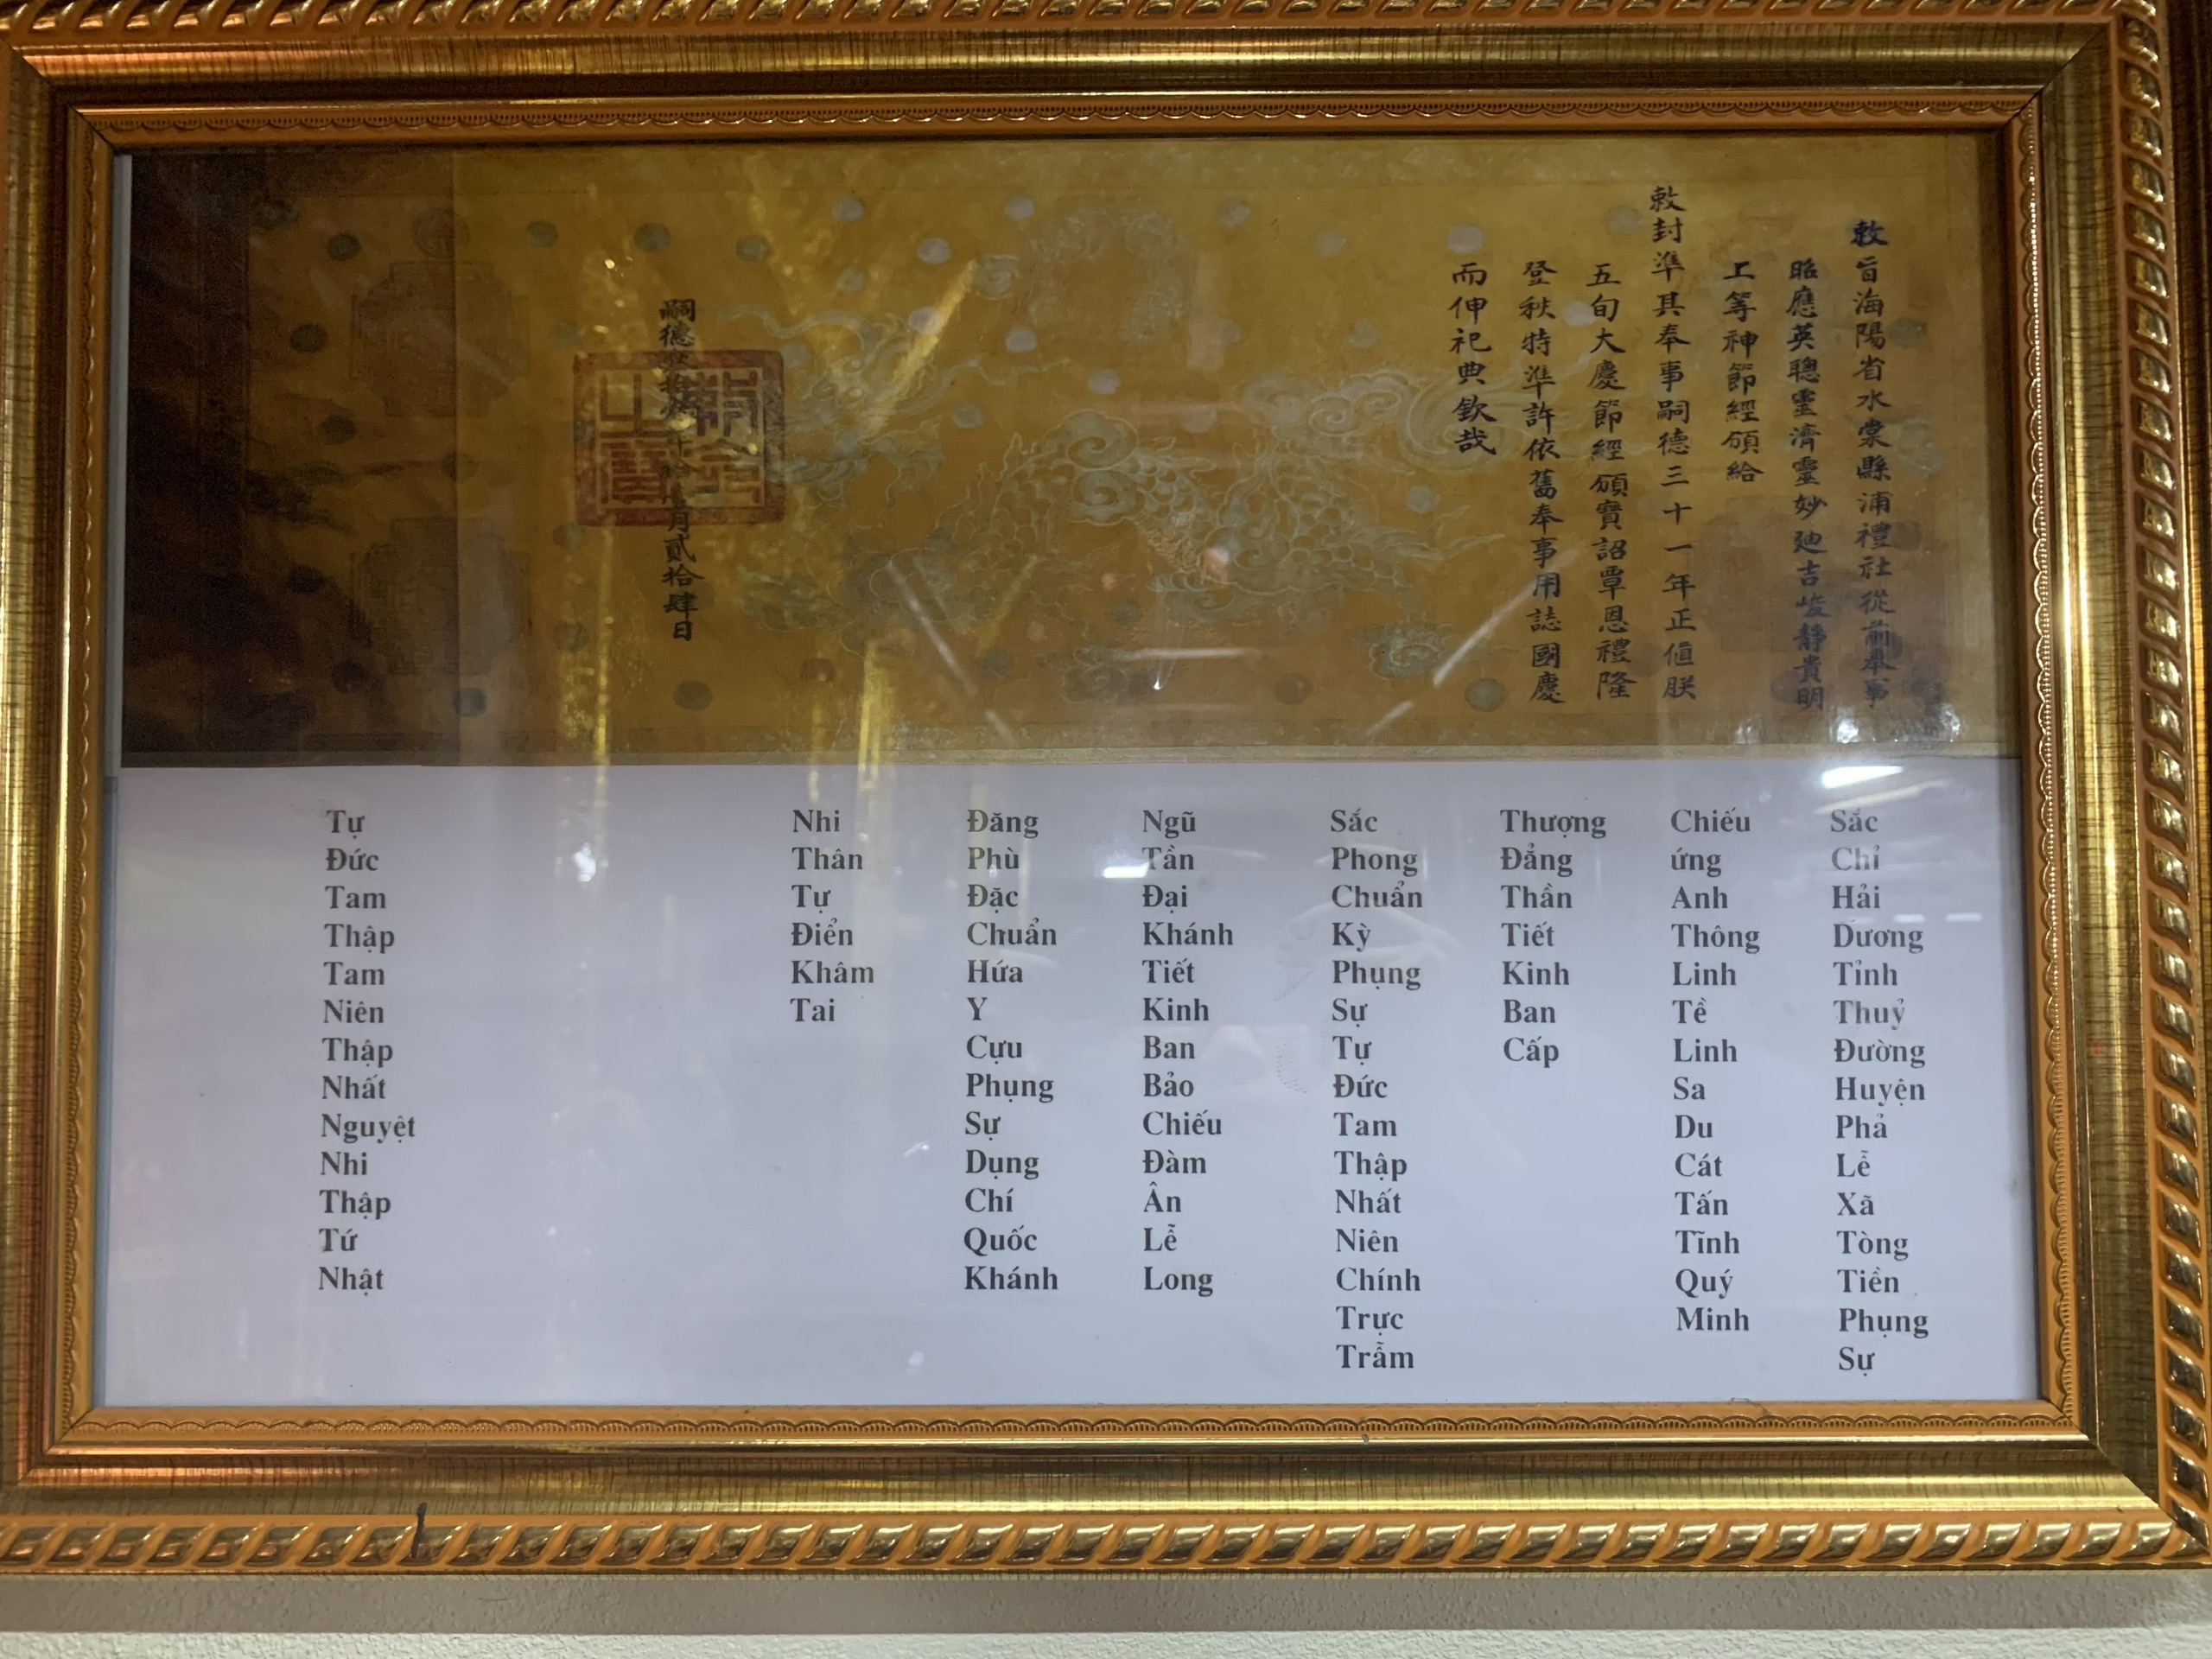 敕旨海陽省水棠縣浦禮社從前奉事
昭應英聰靈濟靈妙迪吉峻靜貴明
上等神節經頒給
敕封準其奉事嗣德三十一年正值朕
五旬大慶節經頒寶詔覃恩禮隆
登秩特準許依舊奉事用誌國慶
而伸祀典欽哉
嗣德 年拾 月貳拾肆日
Sắc Chỉ Hải Dương Tỉnh Thuỷ Đường Huyện Phả Lễ Xã Tòng Tiền Phụng Sự
Chiếu ứng Anh Thông Linh Tề Linh Sa Du Cát Tấn Tĩnh Quý Minh
Thượng Đẳng Thần Tiết Kinh Ban Cấp
Sắc Phong Chuẩn Kỳ Phụng Sự Tự Đức Tam Thập Nhất Niên Chính Trực Trẫm
Ngũ Tần Đại Khánh Tiết Kinh Ban Bảo Chiếu Đàm Ân Lễ Long
Đăng Phù Đặc Chuẩn Hứa Y Cựu Phụng Sự Dụng Chí Quốc Khánh
Nhi Thân Tự Điển Khâm Tai
Tự Đức Tam Thập Tam Niên Thập Nhất Nguyệt Nhi Thập Tứ Nhật